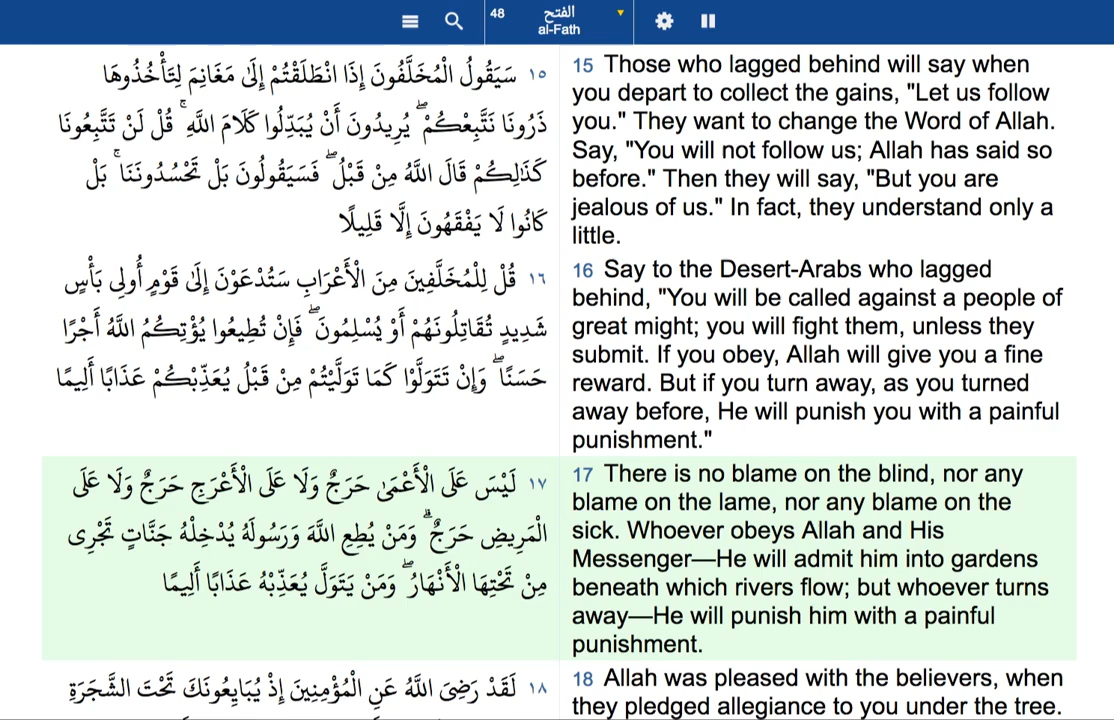 48
الفتح
al-Fath
١٥ سَيَقُولُ الْمُخَلَّفُونَ إِذَا انْطَلَقْتُمْ إِلَىٰ مَغَانِمَ لِتَأْخُذُوهَا
ذَرُونَا نَتَّبِعْكُمْ ۖ يُرِيدُونَ أَنْ يُبَدِّلُوا كَلَامَ اللَّهِ ۚ قُلْ لَنْ تَتَّبِعُونَا
كَذَٰلِكُمْ قَالَ اللَّهُ مِنْ قَبْلُ ۖ فَسَيَقُولُونَ بَلْ تَحْسُدُونَنَا ۚ بَلْ
كَانُوا لَا يَفْقَهُونَ إِلَّا قَلِيلًا
15 Those who lagged behind will say when
you depart to collect the gains, "Let us follow
you." They want to change the Word of Allah.
Say, "You will not follow us; Allah has said so
before." Then they will say, "But you are
jealous of us." In fact, they understand only a
little.
١٦ قُلْ لِلْمُخَلَّفِينَ مِنَ الْأَعْرَابِ سَتُدْعَوْنَ إِلَىٰ قَوْمٍ أُولِي بَأْسٍ
شَدِيدٍ تُقَاتِلُونَهُمْ أَوْ يُسْلِمُونَ ۖ فَإِنْ تُطِيعُوا يُؤْتِكُمُ اللَّهُ أَجْرًا
حَسَنًا ۖ وَإِنْ تَتَوَلَّوْا كَمَا تَوَلَّيْتُمْ مِنْ قَبْلُ يُعَذِّبْكُمْ عَذَابًا أَلِيمًا
16 Say to the Desert-Arabs who lagged
behind, "You will be called against a people of
great might; you will fight them, unless they
submit. If you obey, Allah will give you a fine
reward. But if you turn away, as you turned
away before, He will punish you with a painful
punishment."
١٧ لَيْسَ عَلَى الْأَعْمَىٰ حَرَجٌ وَلَا عَلَى الْأَعْرَجِ حَرَجٌ وَلَا عَلَى
الْمَرِيضِ حَرَجٌ ۗ وَمَنْ يُطِعِ اللَّهَ وَرَسُولَهُ يُدْخِلْهُ جَنَّاتٍ تَجْرِي
مِنْ تَحْتِهَا الْأَنْهَارُ ۖ وَمَنْ يَتَوَلَّ يُعَذِّبْهُ عَذَابًا أَلِيمًا
17 There is no blame on the blind, nor any
blame on the lame, nor any blame on the
sick. Whoever obeys Allah and His
Messenger—He will admit him into gardens
beneath which rivers flow; but whoever turns
away—He will punish him with a painful
punishment.
١٨ لَقَدْ رَضِيَ اللَّهُ عَنِ الْمُؤْمِنِينَ إِذْ يُبَايِعُونَكَ تَحْتَ الشَّجَرَةِ
18 Allah was pleased with the believers, when
they pledged allegiance to you under the tree.